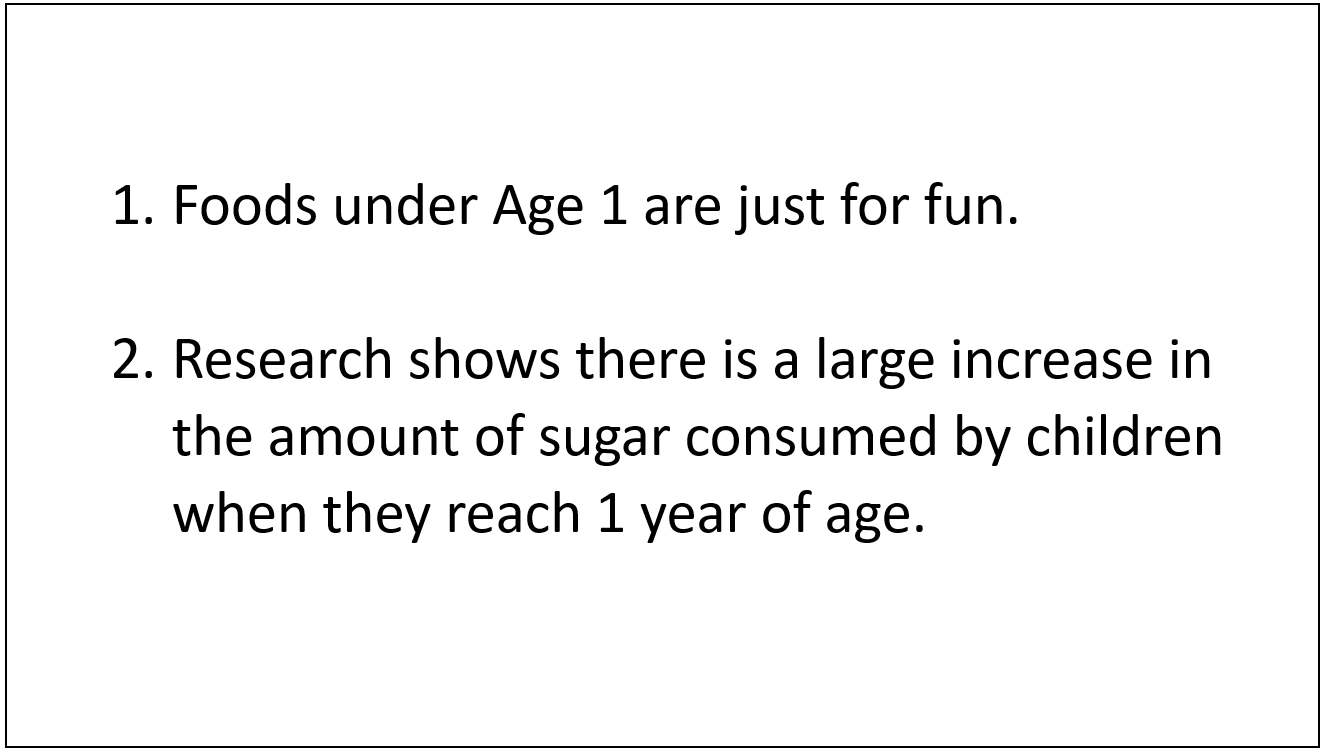 1. Foods under Age 1 are just for fun.
2. Research shows there is a large increase in
the amount of sugar consumed by children
when they reach 1 year of age.